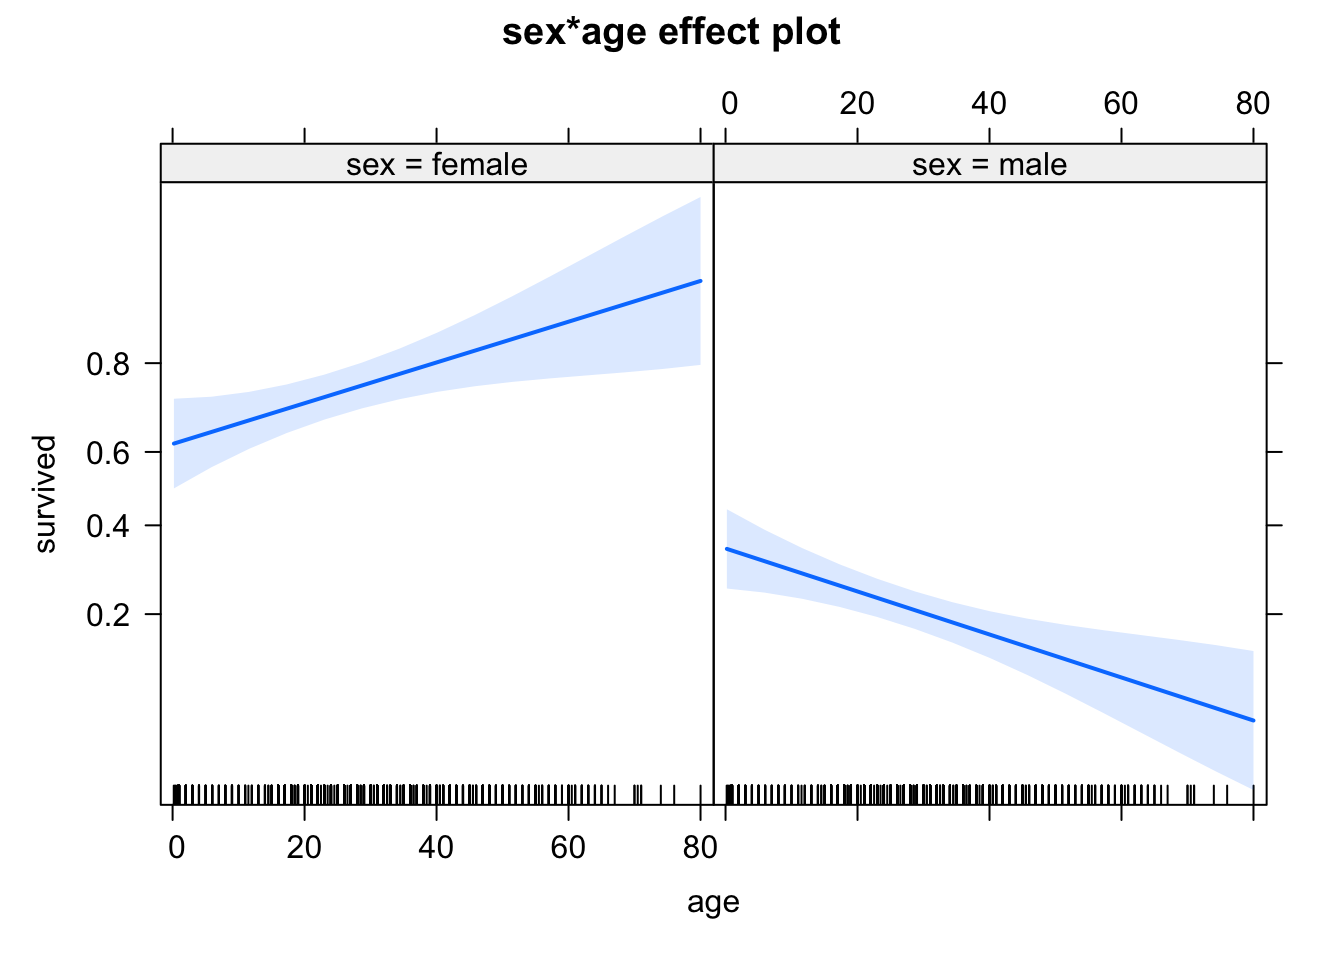 sex*age effect plot
0 20 40 60 80
sex = female
sex = male
survived
0.8
0.6
0.4
0.2
0 20 40 60 80
age